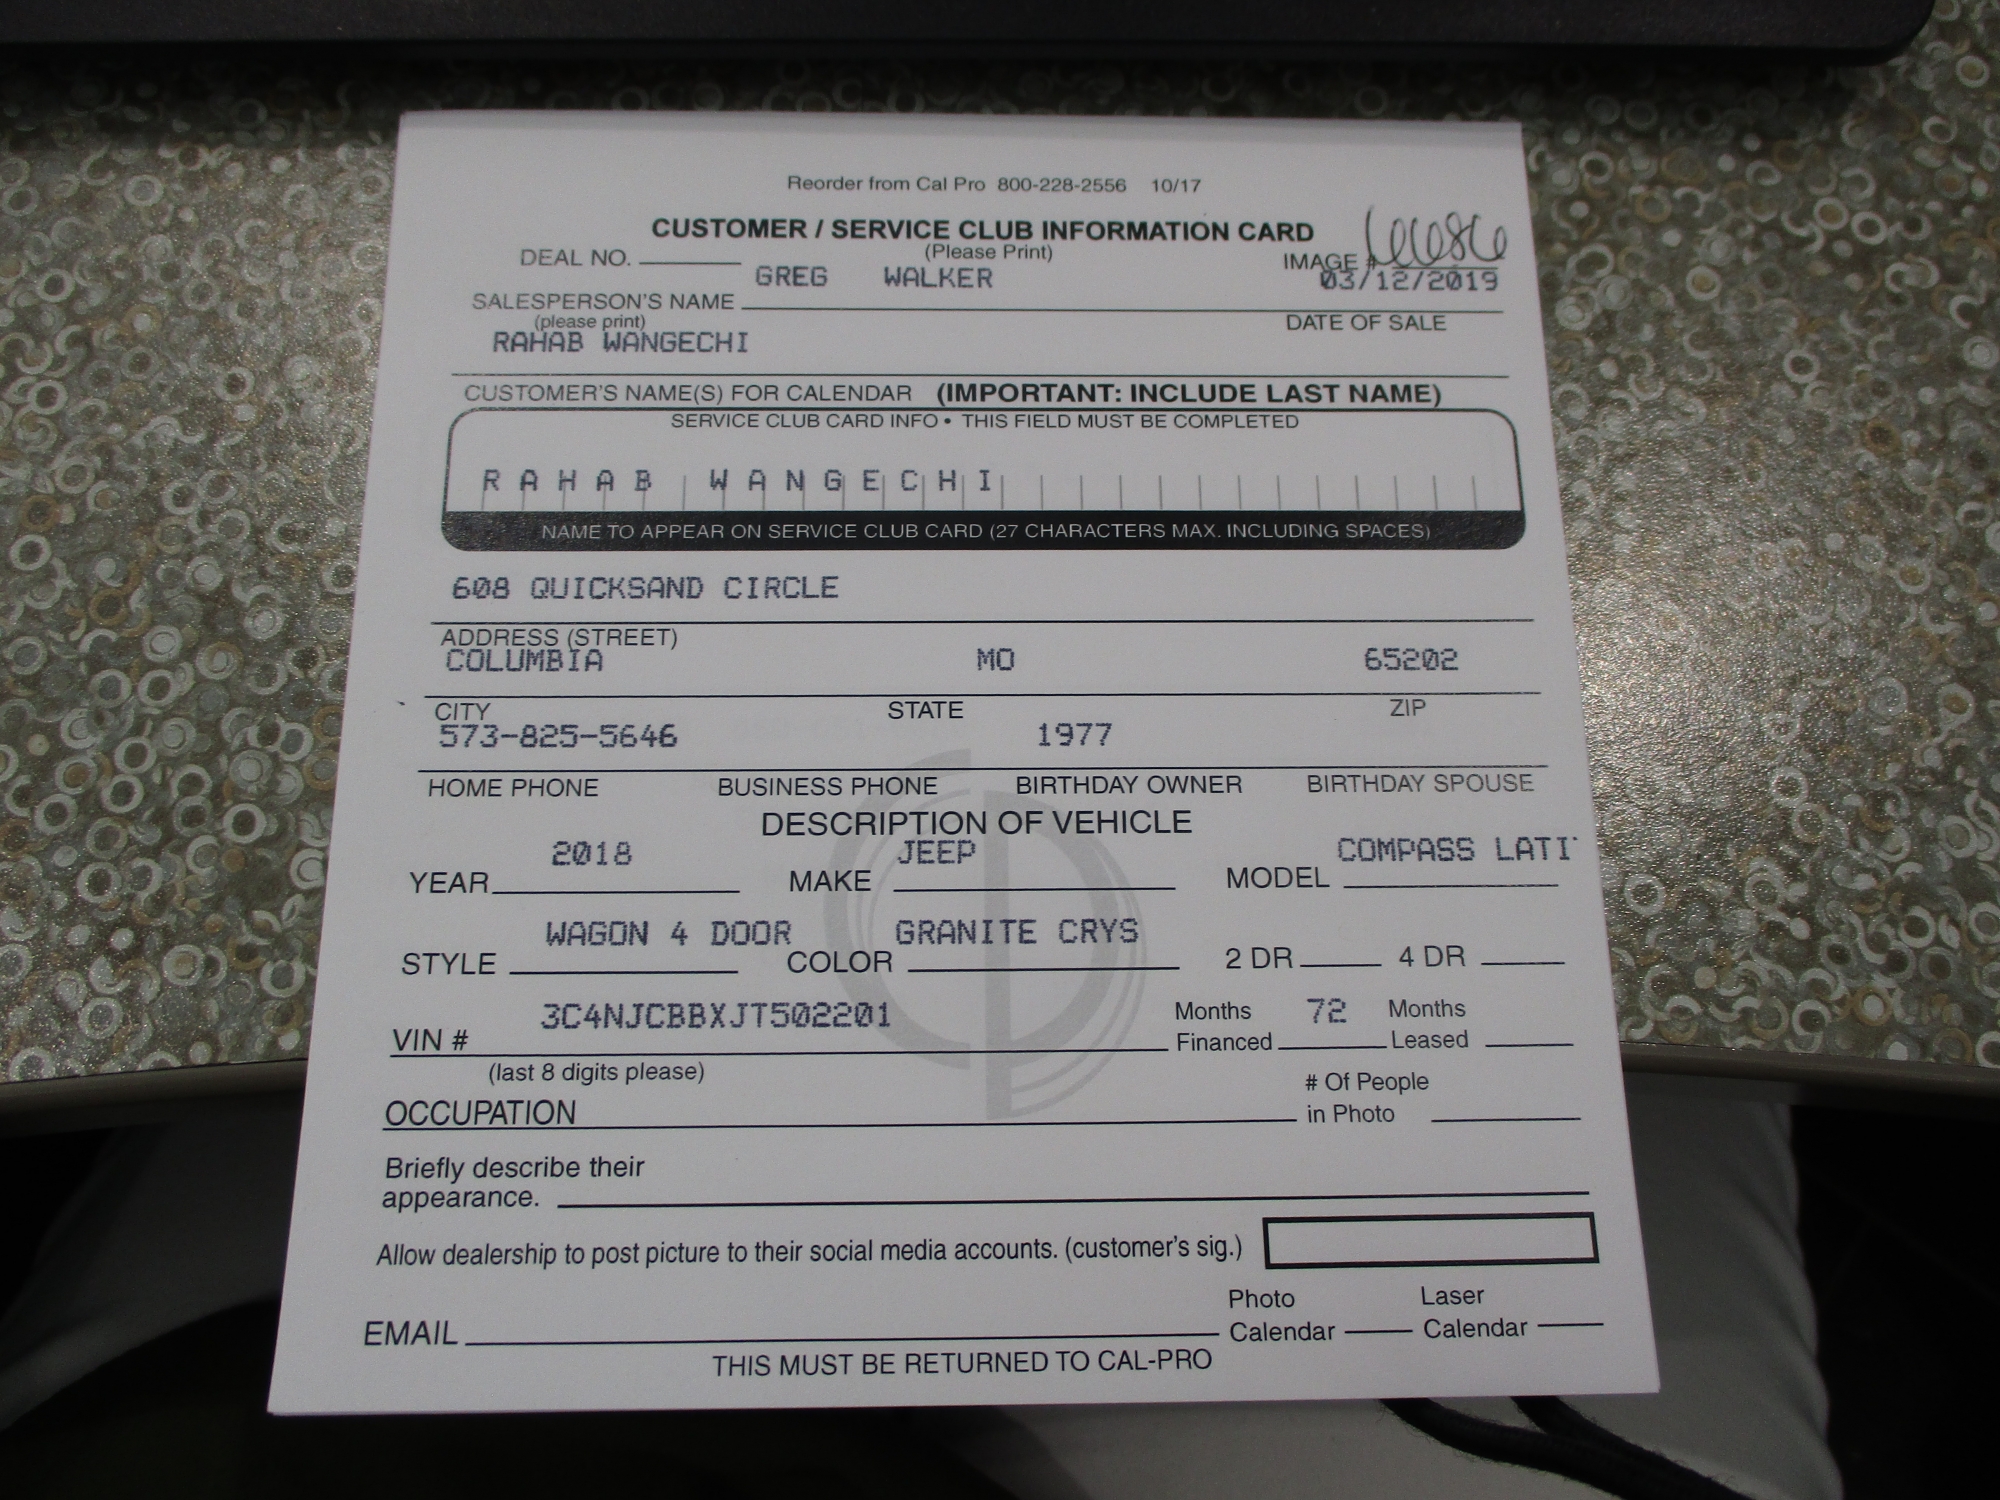 Reorder from Cal Pro 800-228-2556 10/17
CUSTOMER / SERVICE CLUB INFORMATION CARD
DEAL NO. (Please Print) IMAGE #
GREG WALKER 03/12/2019
SALESPERSON'S NAME
(please print) DATE OF SALE
RAHAB WANGECHI
CUSTOMER'S NAME(S) FOR CALENDAR (IMPORTANT: INCLUDE LAST NAME)
SERVICE CLUB CARD INFO • THIS FIELD MUST BE COMPLETED
RAHAB WANGECHI
NAME TO APPEAR ON SERVICE CLUB CARD (27 CHARACTERS MAX. INCLUDING SPACES)
608 QUICKSAND CIRCLE
ADDRESS (STREET)
COLUMBIA MO 65202
CITY STATE ZIP
573-825-5646 1977
HOME PHONE BUSINESS PHONE BIRTHDAY OWNER BIRTHDAY SPOUSE
DESCRIPTION OF VEHICLE
2018 JEEP COMPASS LATI
YEAR MAKE MODEL
WAGON 4 DOOR GRANITE CRYS
STYLE COLOR 2 DR 4 DR
3C4NJCBBXJT502201 Months 72 Months
VIN # Financed Leased
(last 8 digits please) # Of People
OCCUPATION in Photo
Briefly describe their
appearance.
Allow dealership to post picture to their social media accounts. (customer's sig.)
Photo Laser
EMAIL Calendar Calendar
THIS MUST BE RETURNED TO CAL-PRO